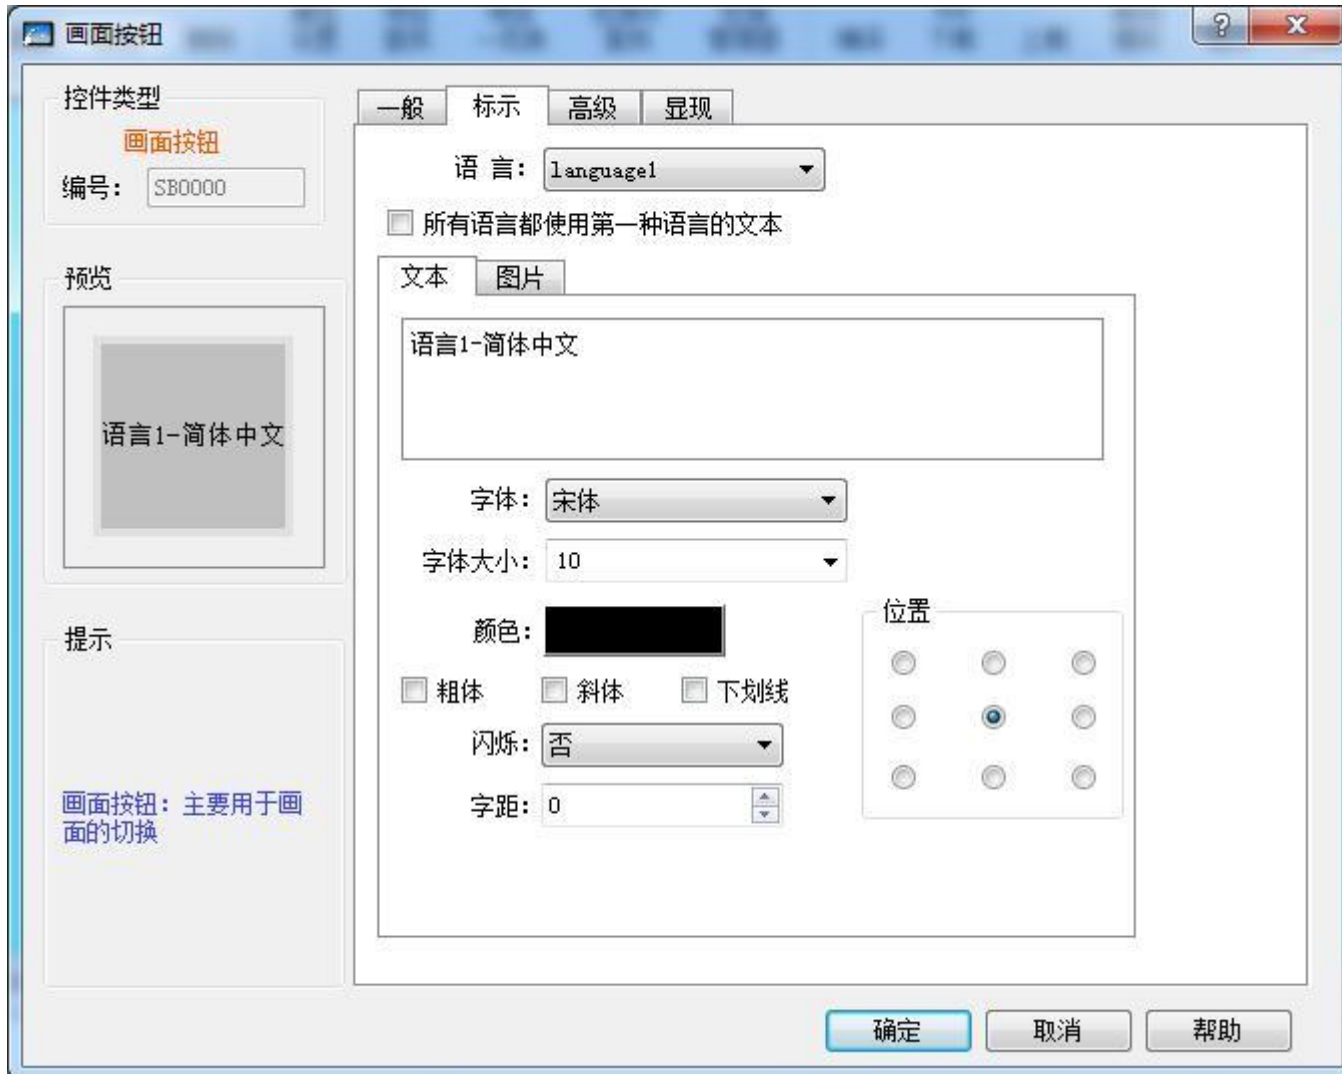 画面按钮
控件类型
画面按钮
编号: SB0000
预览
语言1-简体中文
提示
画面按钮: 主要用于画
面的切换
一般 标示 高级 显现
语 言: language1
所有语言都使用第一种语言的文本
文本 图片
语言1-简体中文
字体: 宋体
字体大小: 10
颜色:
粗体 斜体 下划线
闪烁: 否
字距: 0
位置
确定 取消 帮助